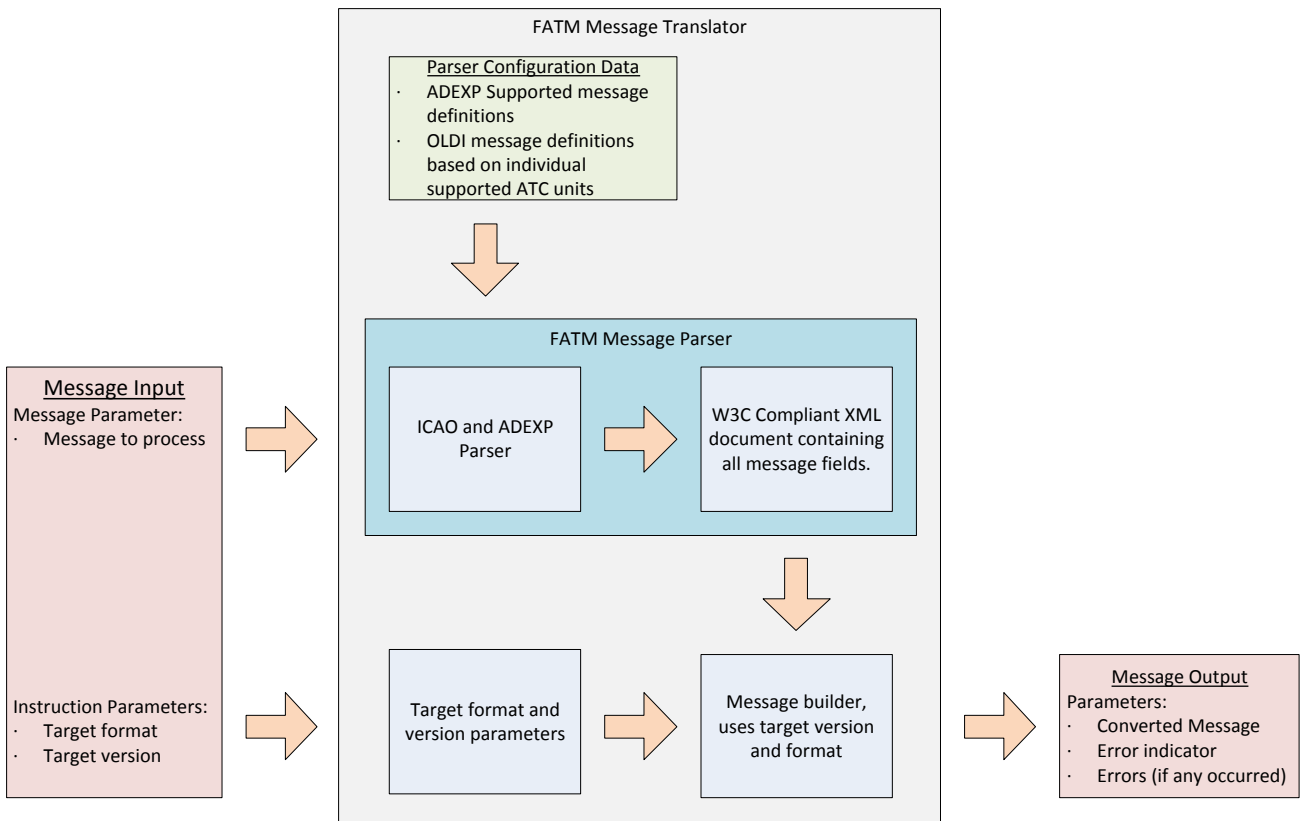 FATM Message Translator
Parser Configuration Data
· ADEXP Supported message
definitions
· OLDI message definitions
based on individual
supported ATC units
FATM Message Parser
Message Input
Message Parameter:
· Message to process
ICAO and ADEXP
Parser
W3C Compliant XML
document containing
all message fields.
Instruction Parameters:
· Target format
· Target version
Target format and
version parameters
Message builder,
uses target version
and format
Message Output
Parameters:
· Converted Message
· Error indicator
· Errors (if any occurred)